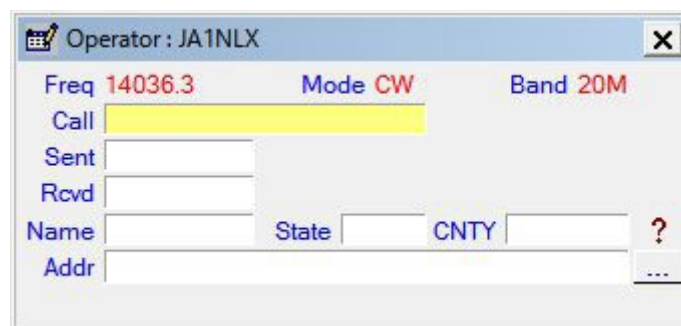 Operator : JA1NLX
Freq 14036.3 Mode CW Band 20M
Call
Sent
Rcvd
Name State CNTY ?
Addr ...